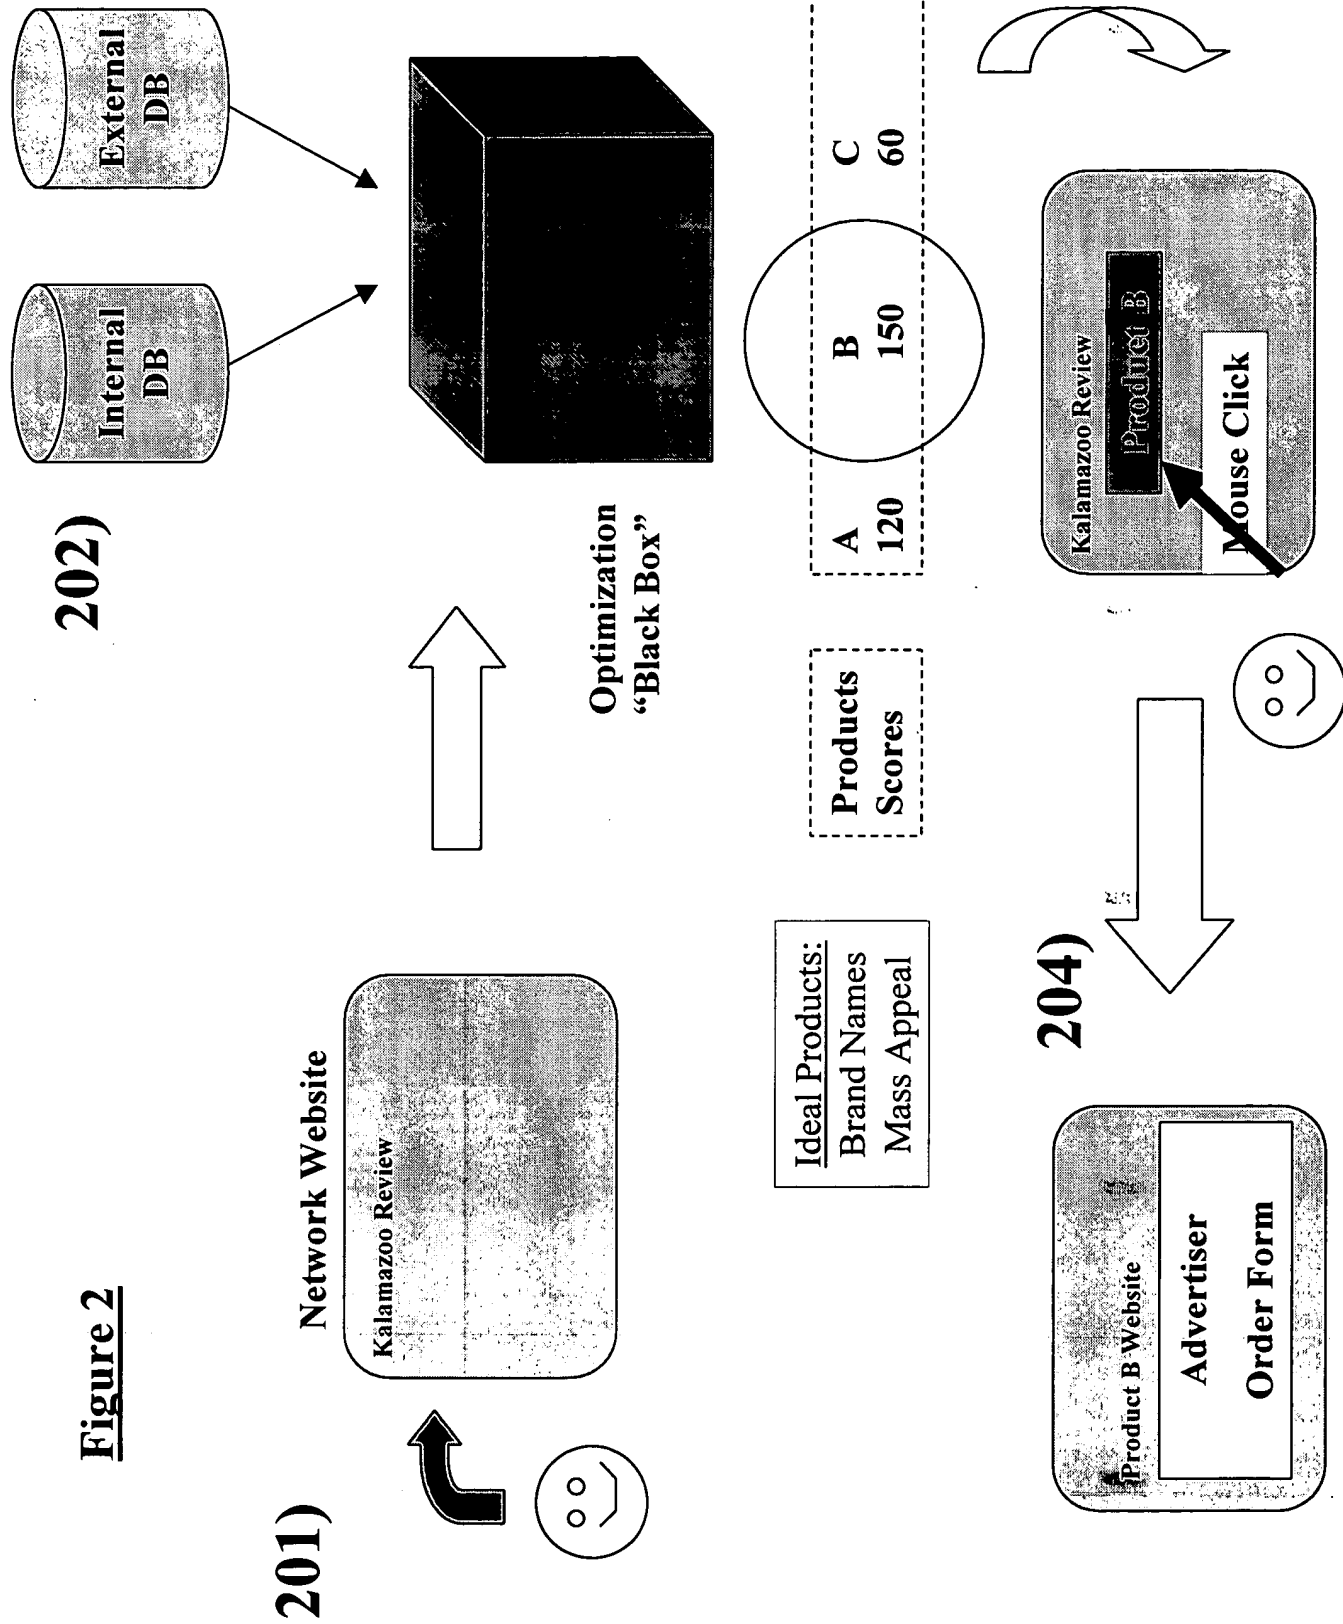 Figure 2
201)
Network Website
Kalamazoo Review
202)
Internal
DB
External
DB
Optimization
“Black Box”
Ideal Products:
Brand Names
Mass Appeal
Products
Scores
A B C
120 150 60
204)
Product B Website
Advertiser
Order Form
Kalamazoo Review
Product B
Mouse Click